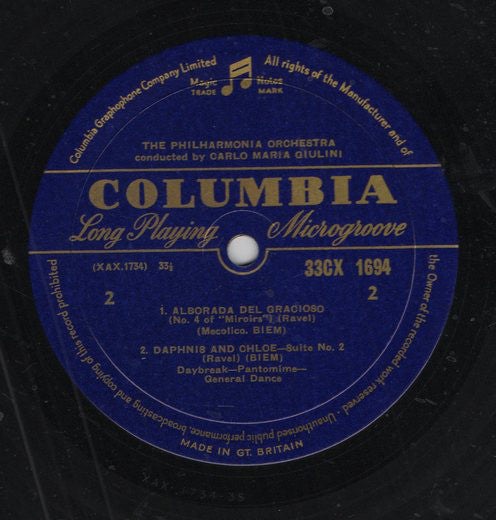 Columbia Graphophone Company Limited
All rights of the Manufacturer and of
Magic Notes
TRADE MARK
THE PHILHARMONIA ORCHESTRA
conducted by CARLO MARIA GIULINI
COLUMBIA
Long Playing Microgroove
(XAX.1734) 33⅓ 33CX 1694
2 2
1. ALBORADA DEL GRACIOSO
(No. 4 of "Miroirs") (Ravel)
(Mecolico. BIEM)
2. DAPHNIS AND CHLOE—Suite No. 2
(Ravel) (BIEM)
Daybreak—Pantomime—
General Dance
the Owner of the recorded work reserved · Unauthorised public performance, broadcasting and copying of this record prohibited
MADE IN GT. BRITAIN
XAX.1734-3S